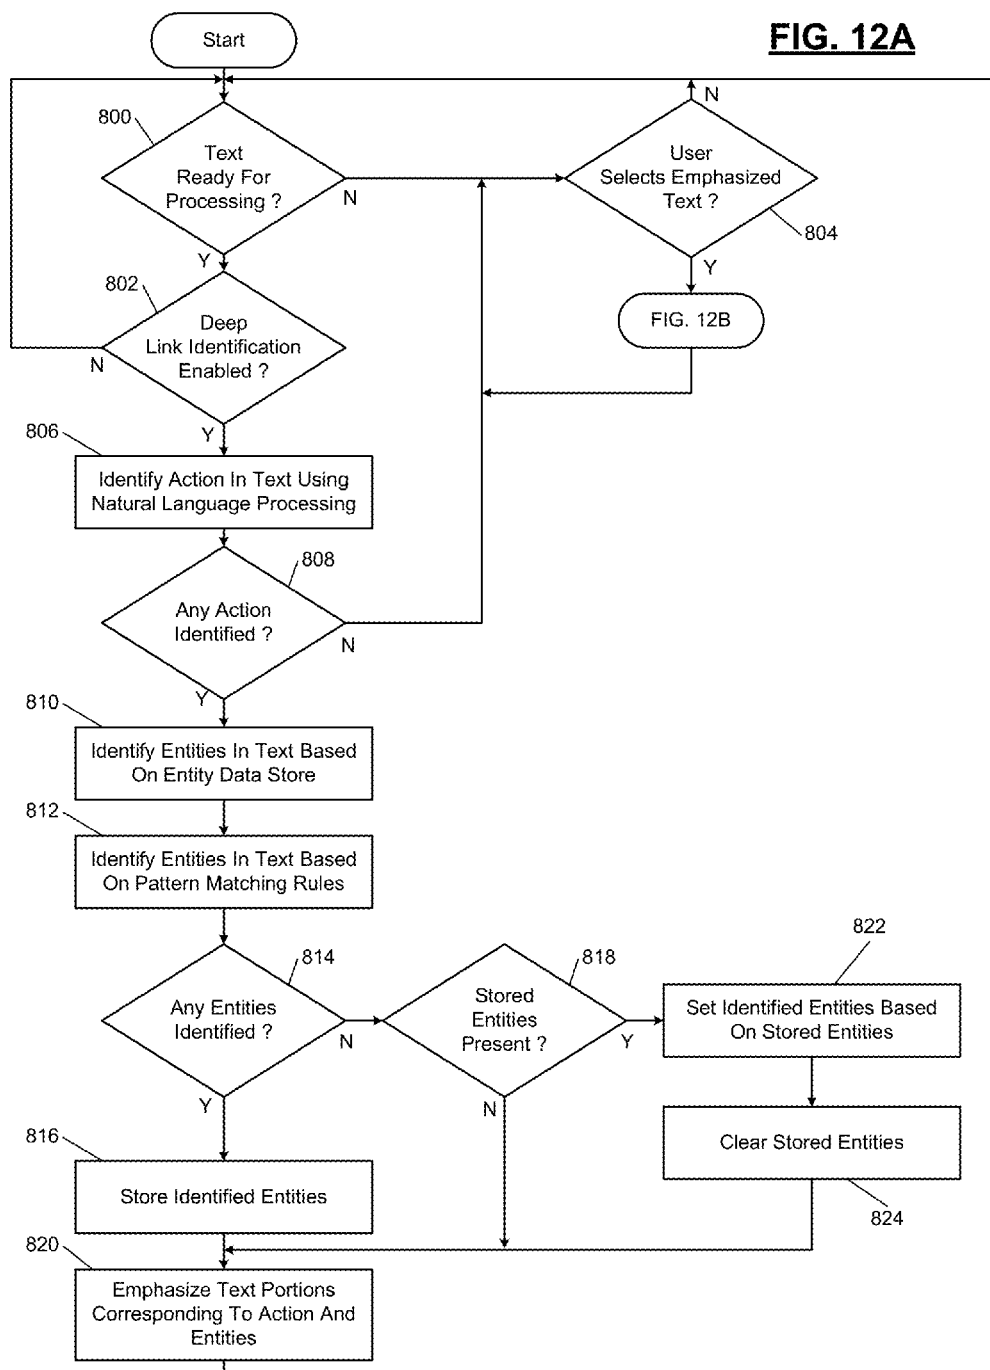 Start
FIG. 12A
800
Text
Ready For
Processing ?
N
Y
User
Selects Emphasized
Text ?
N
804
Y
802
Deep
Link Identification
Enabled ?
N
Y
FIG. 12B
806
Identify Action In Text Using
Natural Language Processing
808
Any Action
Identified ?
N
Y
810
Identify Entities In Text Based
On Entity Data Store
812
Identify Entities In Text Based
On Pattern Matching Rules
814
Any Entities
Identified ?
N
Y
818
Stored
Entities
Present ?
Y
N
822
Set Identified Entities Based
On Stored Entities
816
Store Identified Entities
Clear Stored Entities
824
820
Emphasize Text Portions
Corresponding To Action And
Entities